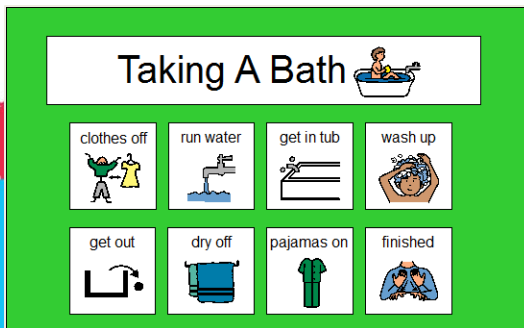 Taking A Bath
clothes off
run water
get in tub
wash up
get out
dry off
pajamas on
finished